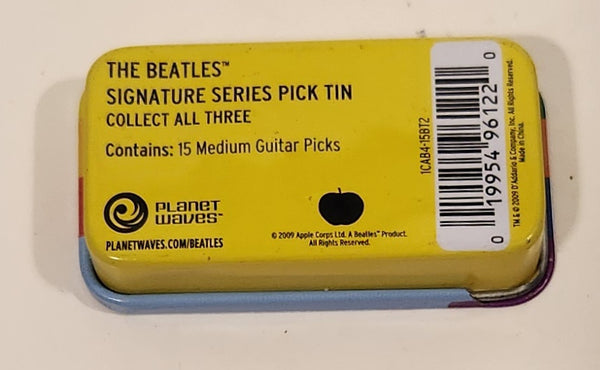 THE BEATLES™
SIGNATURE SERIES PICK TIN
COLLECT ALL THREE
Contains: 15 Medium Guitar Picks
PLANET
WAVES™
PLANETWAVES.COM/BEATLES
© 2009 Apple Corps Ltd. A Beatles™ Product.
All Rights Reserved.
1CAB4-15BT2
0 19954 96122 0
TM & © 2009 D'Addario & Company, Inc. All Rights Reserved.
Made in China.